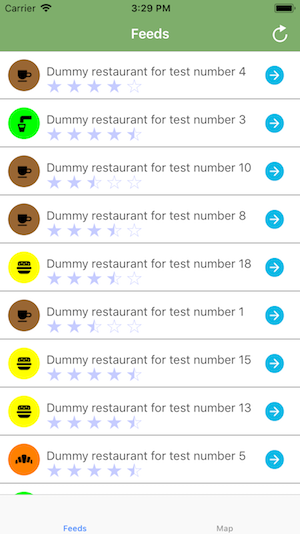 Carrier 3:29 PM
Feeds
Dummy restaurant for test number 4
Dummy restaurant for test number 3
Dummy restaurant for test number 10
Dummy restaurant for test number 8
Dummy restaurant for test number 18
Dummy restaurant for test number 1
Dummy restaurant for test number 15
Dummy restaurant for test number 13
Dummy restaurant for test number 5
Feeds Map